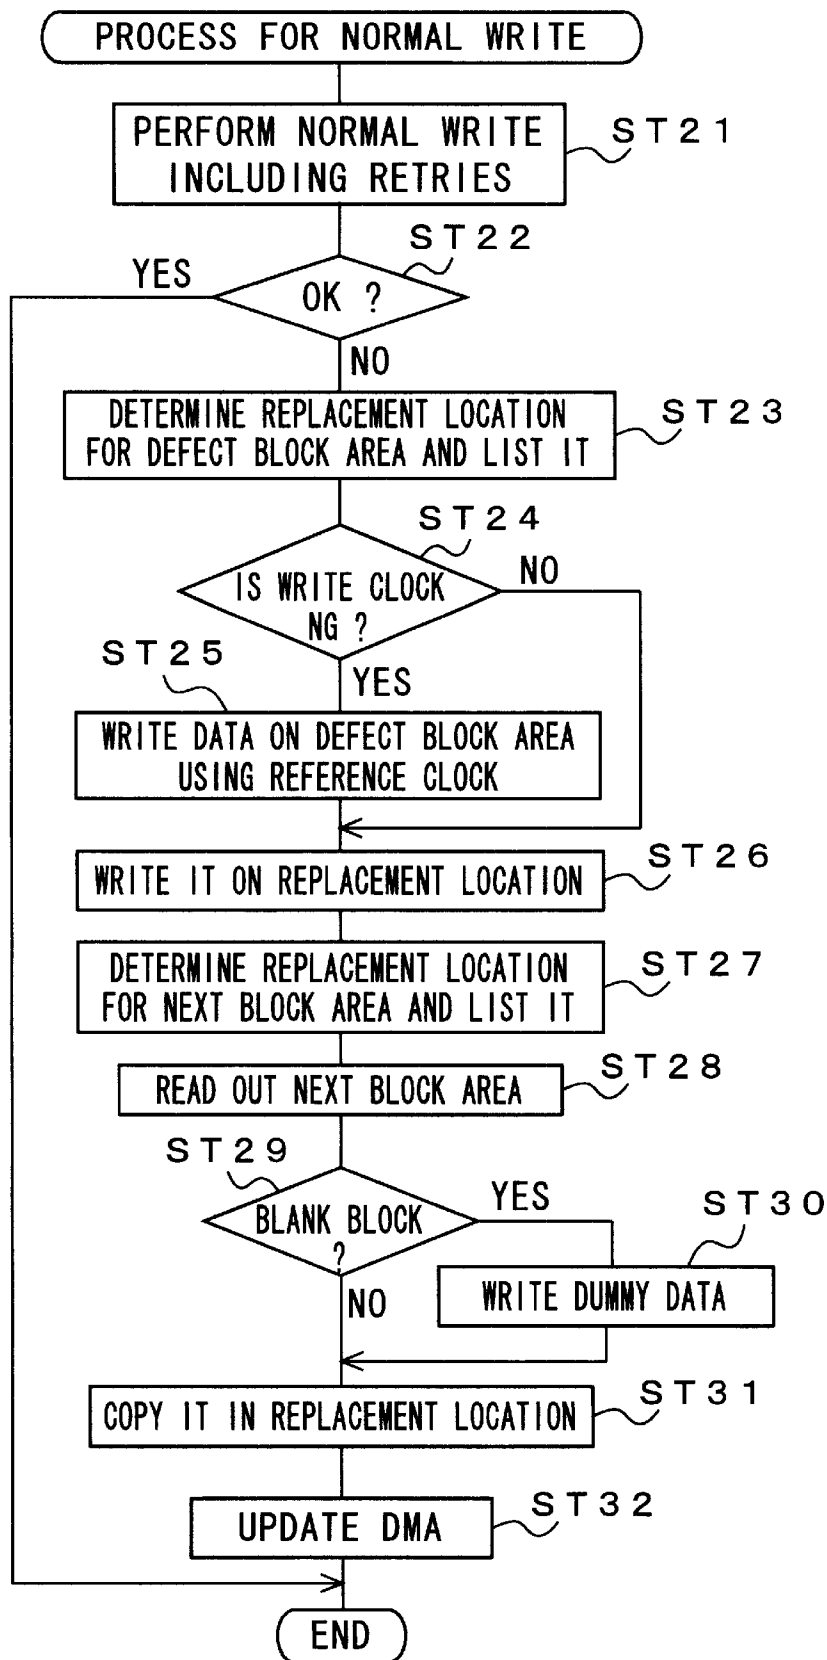 PROCESS FOR NORMAL WRITE
PERFORM NORMAL WRITE
INCLUDING RETRIES
ST21
ST22
YES
OK ?
NO
DETERMINE REPLACEMENT LOCATION
FOR DEFECT BLOCK AREA AND LIST IT
ST23
ST24
IS WRITE CLOCK
NG ?
NO
ST25
YES
WRITE DATA ON DEFECT BLOCK AREA
USING REFERENCE CLOCK
WRITE IT ON REPLACEMENT LOCATION
ST26
DETERMINE REPLACEMENT LOCATION
FOR NEXT BLOCK AREA AND LIST IT
ST27
READ OUT NEXT BLOCK AREA
ST28
ST29
BLANK BLOCK
?
YES
ST30
NO
WRITE DUMMY DATA
COPY IT IN REPLACEMENT LOCATION
ST31
UPDATE DMA
ST32
END